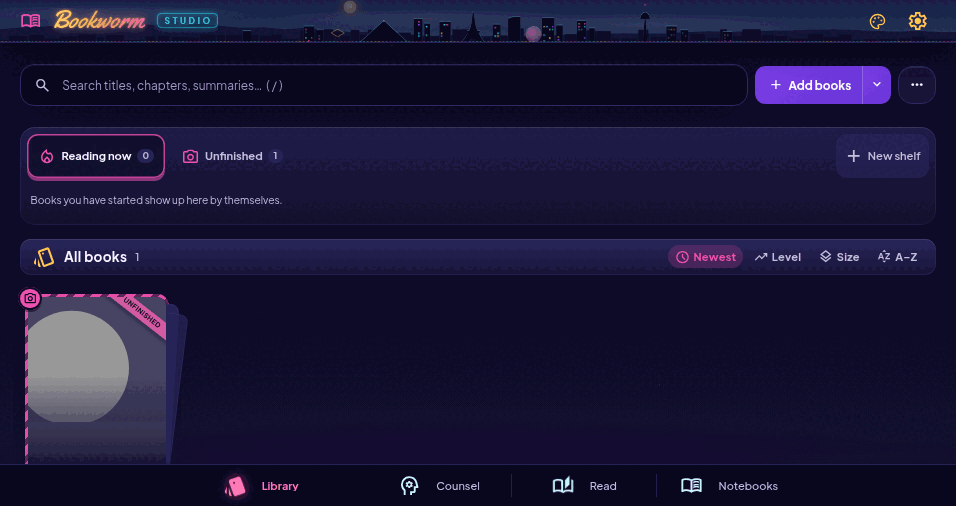 Bookworm STUDIO
Search titles, chapters, summaries... ( / )
+ Add books
Reading now 0
Unfinished 1
+ New shelf
Books you have started show up here by themselves.
All books 1
Newest
Level
Size
A–Z
UNFINISHED
Library
Counsel
Read
Notebooks